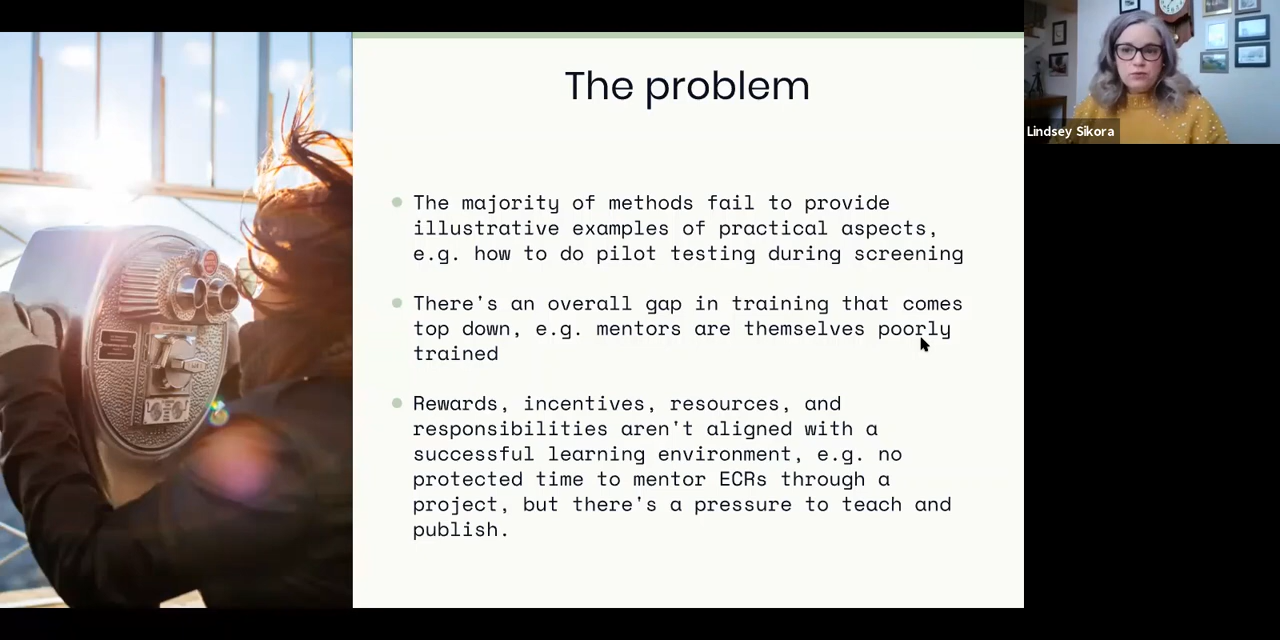 The problem
The majority of methods fail to provide
illustrative examples of practical aspects,
e.g. how to do pilot testing during screening
There's an overall gap in training that comes
top down, e.g. mentors are themselves poorly
trained
Rewards, incentives, resources, and
responsibilities aren't aligned with a
successful learning environment, e.g. no
protected time to mentor ECRs through a
project, but there's a pressure to teach and
publish.
Lindsey Sikora